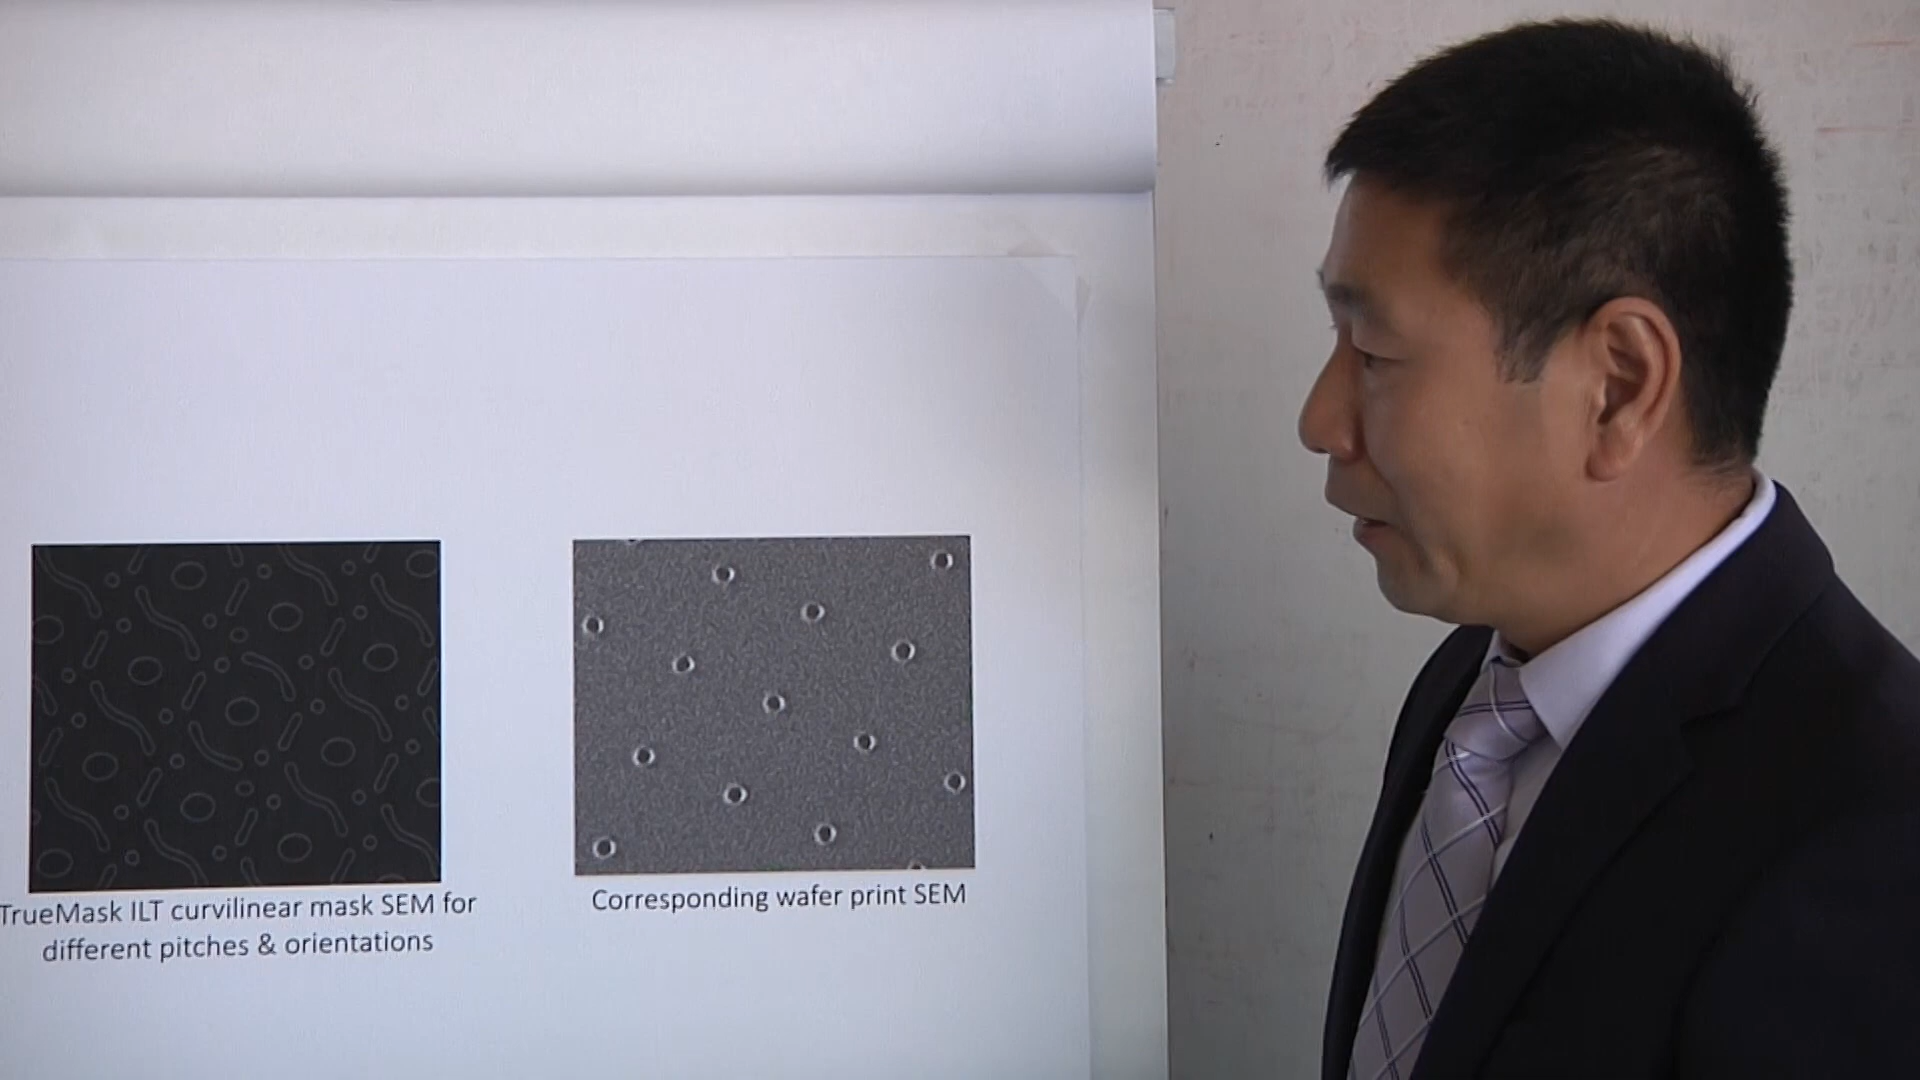 TrueMask ILT curvilinear mask SEM for
different pitches & orientations
Corresponding wafer print SEM